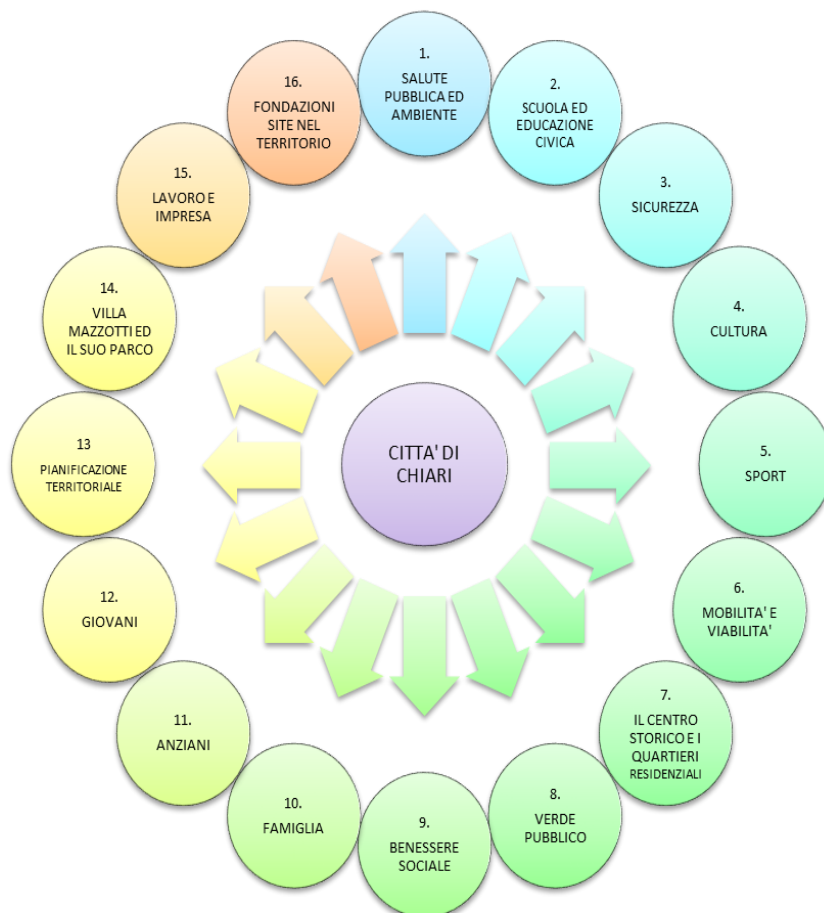 1.
SALUTE
PUBBLICA ED
AMBIENTE
2.
SCUOLA ED
EDUCAZIONE
CIVICA
3.
SICUREZZA
4.
CULTURA
5.
SPORT
6.
MOBILITA' E
VIABILITA'
7.
IL CENTRO
STORICO E I
QUARTIERI
RESIDENZIALI
8.
VERDE
PUBBLICO
9.
BENESSERE
SOCIALE
10.
FAMIGLIA
11.
ANZIANI
12.
GIOVANI
13
PIANIFICAZIONE
TERRITORIALE
14.
VILLA
MAZZOTTI ED
IL SUO PARCO
15.
LAVORO E
IMPRESA
16.
FONDAZIONI
SITE NEL
TERRITORIO
CITTA' DI
CHIARI